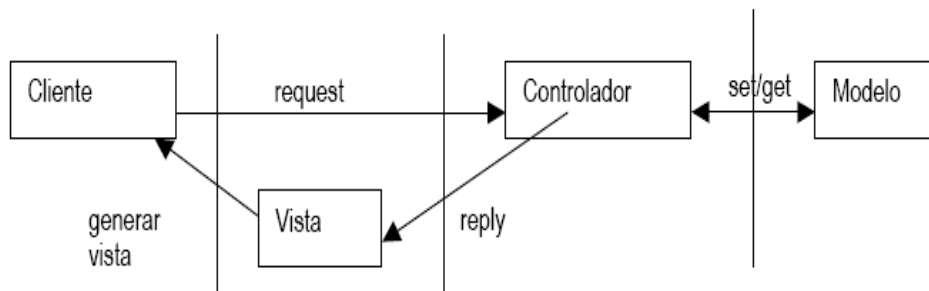 Cliente
request
Controlador
set/get
Modelo
generar
vista
Vista
reply